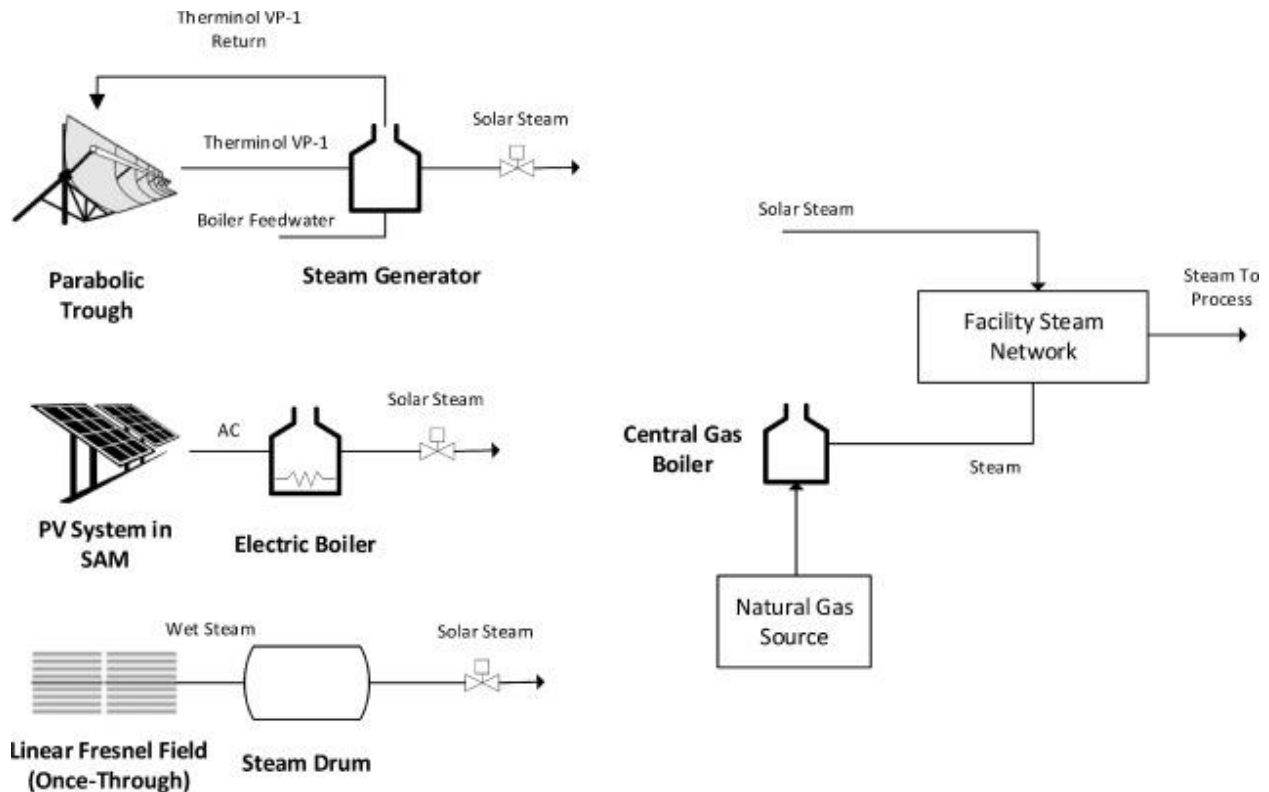 Therminol VP-1
Return
Therminol VP-1
Solar Steam
Boiler Feedwater
Parabolic
Trough
Steam Generator
AC
Solar Steam
PV System in
SAM
Electric Boiler
Wet Steam
Solar Steam
Linear Fresnel Field
(Once-Through)
Steam Drum
Solar Steam
Facility Steam
Network
Steam To
Process
Central Gas
Boiler
Steam
Natural Gas
Source